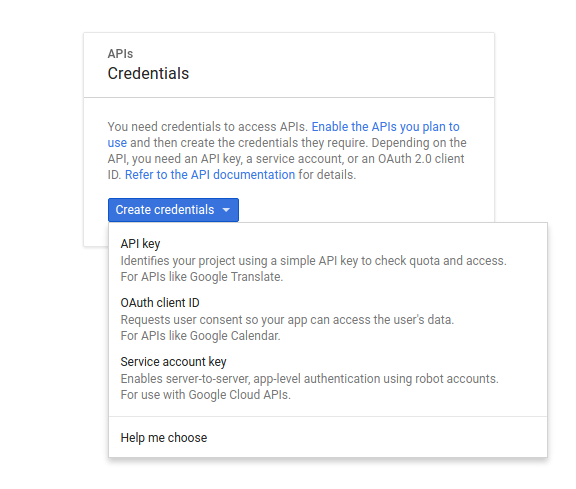 APIs
Credentials
You need credentials to access APIs. Enable the APIs you plan to
use and then create the credentials they require. Depending on the
API, you need an API key, a service account, or an OAuth 2.0 client
ID. Refer to the API documentation for details.
Create credentials
API key
Identifies your project using a simple API key to check quota and access.
For APIs like Google Translate.
OAuth client ID
Requests user consent so your app can access the user's data.
For APIs like Google Calendar.
Service account key
Enables server-to-server, app-level authentication using robot accounts.
For use with Google Cloud APIs.
Help me choose